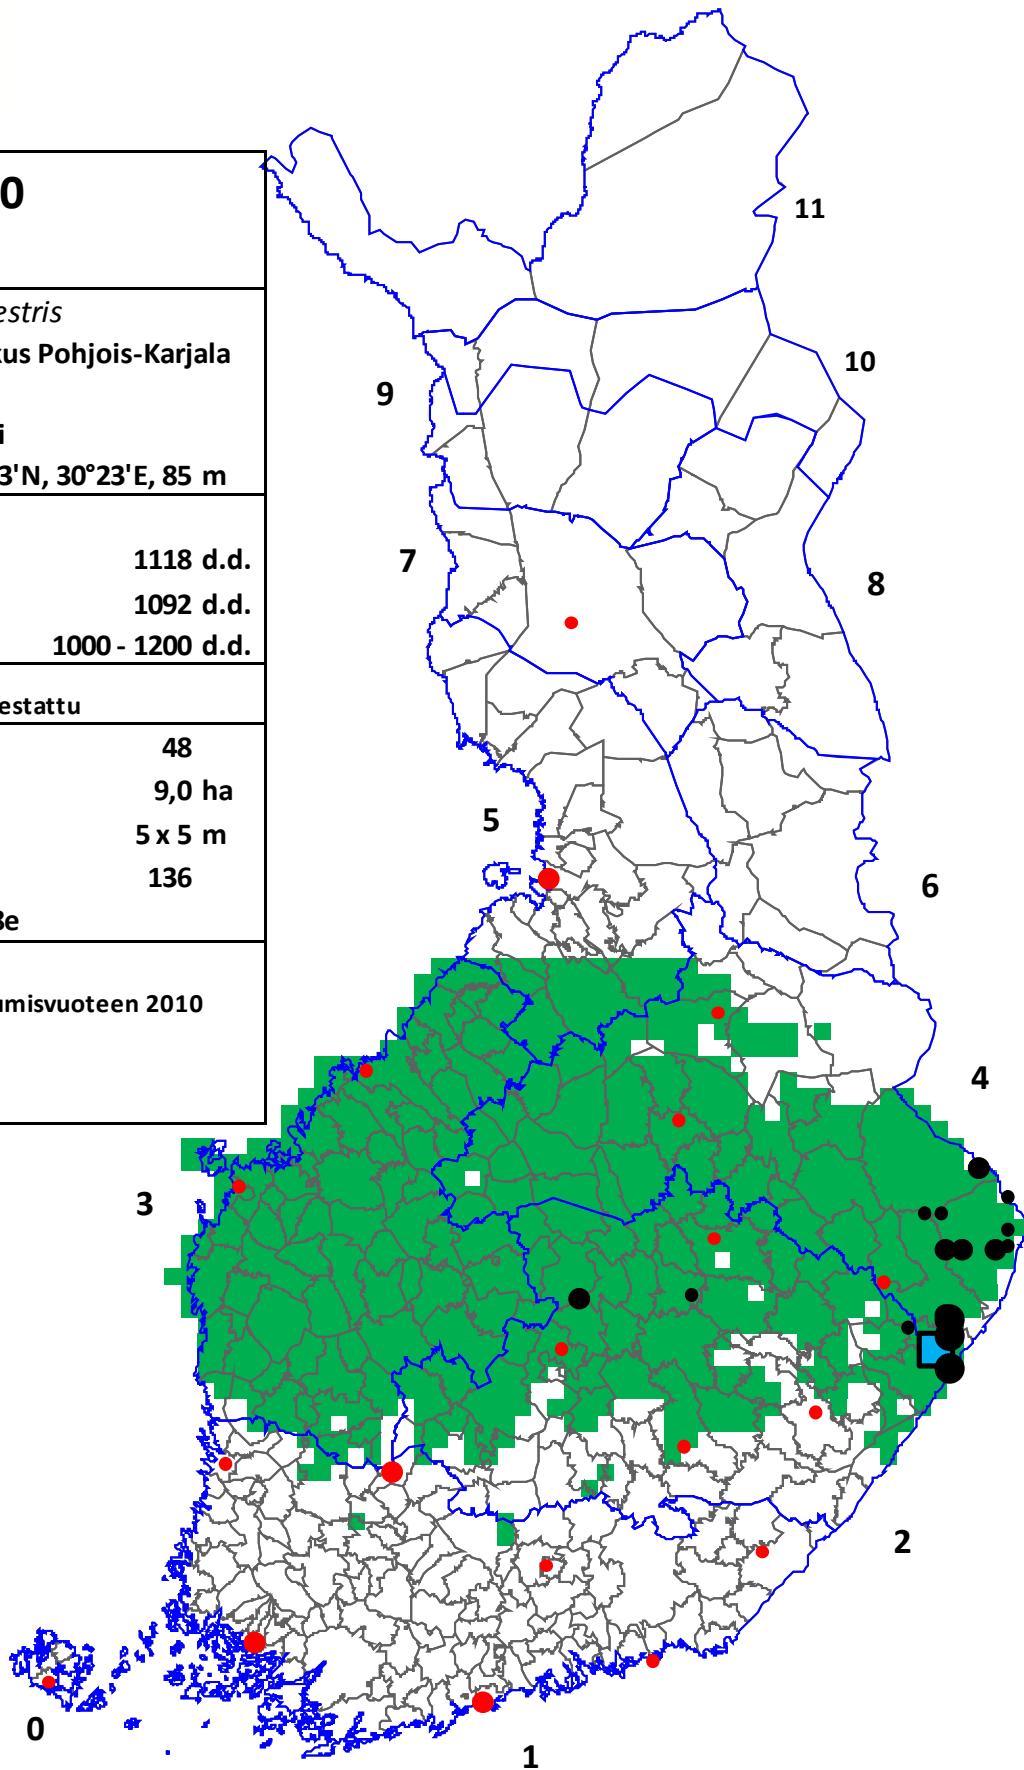 0
estris
kus Pohjois-Karjala
i
3'N, 30°23'E, 85 m
1118 d.d.
1092 d.d.
1000 - 1200 d.d.
estattu
48
9,0 ha
5 x 5 m
136
Be
umisvuoteen 2010
11
10
9
7
8
5
6
4
3
2
0
1